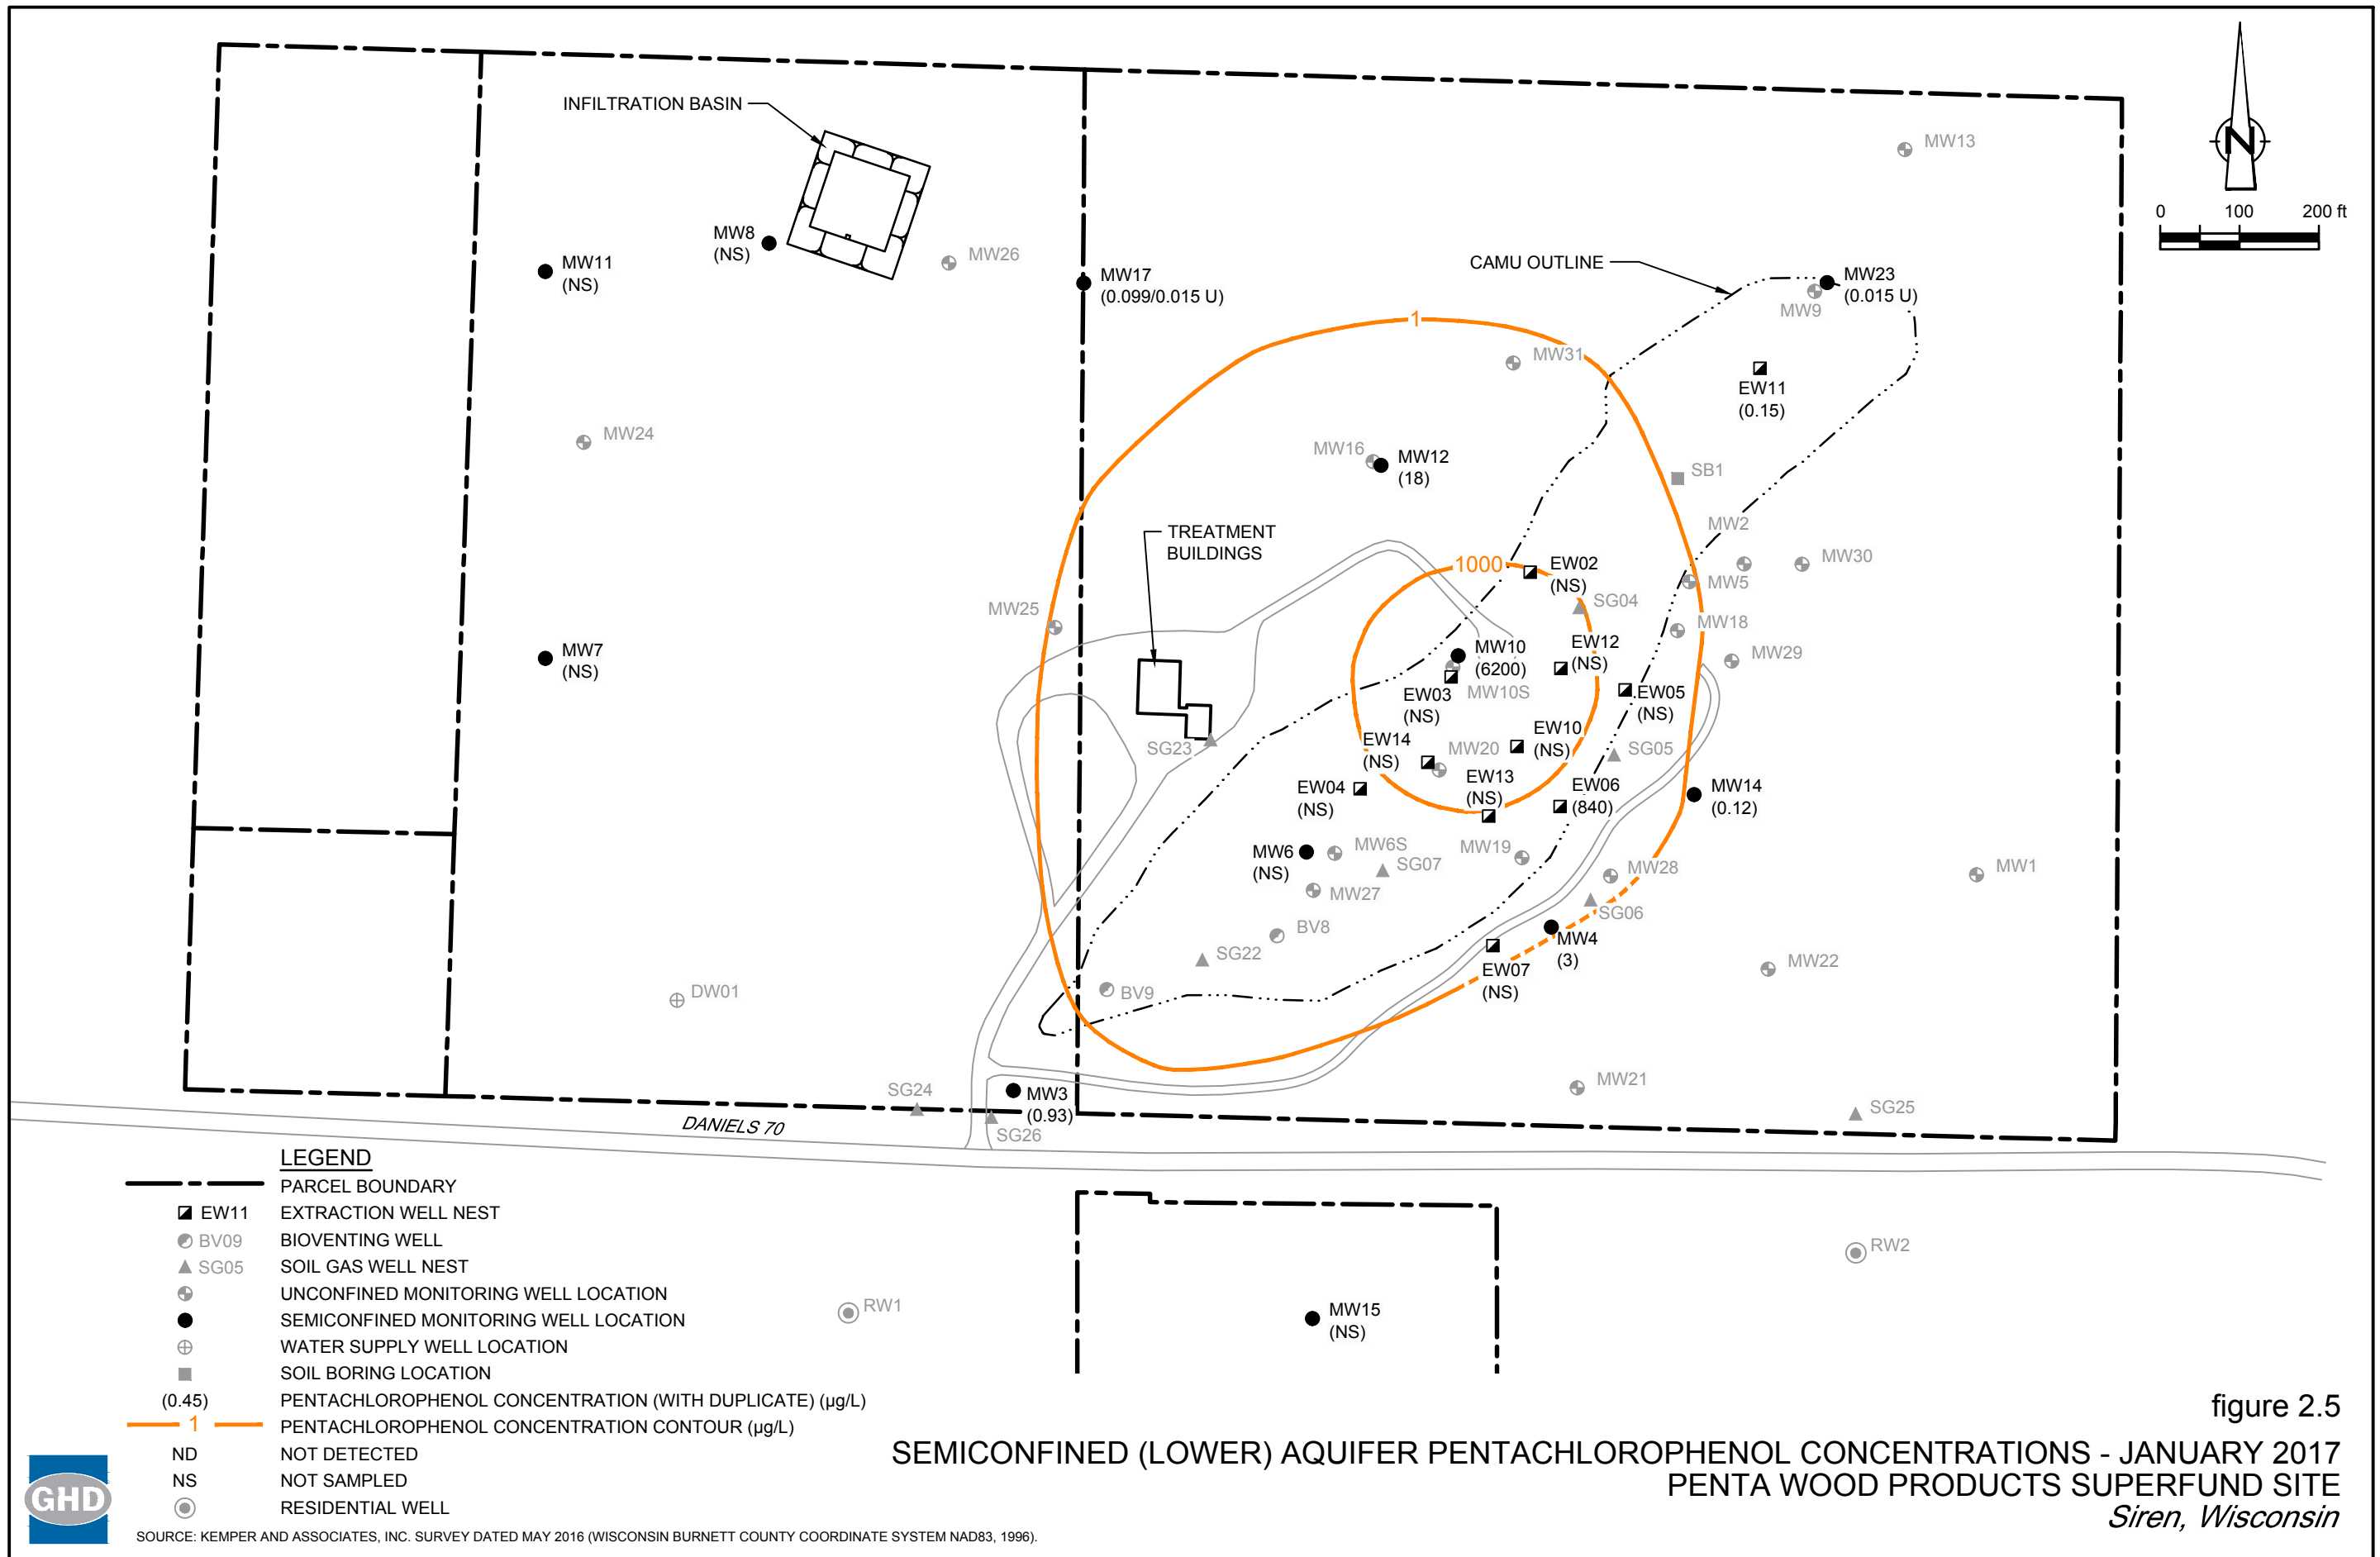 INFILTRATION BASIN
MW13
N
0 100 200 ft
MW8
(NS)
MW11
(NS)
MW26
MW17
(0.099/0.015 U)
CAMU OUTLINE
MW23
(0.015 U)
MW9
1
MW31
EW11
(0.15)
MW24
MW16
MW12
(18)
SB1
MW2
TREATMENT
BUILDINGS
1000
EW02
(NS)
MW30
MW5
SG04
MW25
MW18
MW7
(NS)
MW10
(6200)
EW12
(NS)
MW29
EW03
(NS)
MW10S
EW05
(NS)
SG23
EW14
(NS)
MW20
EW10
(NS)
SG05
EW13
(NS)
EW04
(NS)
EW06
(840)
MW14
(0.12)
MW6
(NS)
MW6S
SG07
MW19
MW28
MW1
MW27
SG06
BV8
MW4
(3)
SG22
EW07
(NS)
MW22
DW01
BV9
SG24
MW3
(0.93)
MW21
SG25
SG26
DANIELS 70
RW2
RW1
MW15
(NS)
LEGEND
PARCEL BOUNDARY
EW11 EXTRACTION WELL NEST
BV09 BIOVENTING WELL
SG05 SOIL GAS WELL NEST
UNCONFINED MONITORING WELL LOCATION
SEMICONFINED MONITORING WELL LOCATION
WATER SUPPLY WELL LOCATION
SOIL BORING LOCATION
(0.45) PENTACHLOROPHENOL CONCENTRATION (WITH DUPLICATE) (µg/L)
1 PENTACHLOROPHENOL CONCENTRATION CONTOUR (µg/L)
ND NOT DETECTED
NS NOT SAMPLED
RESIDENTIAL WELL
GHD
SOURCE: KEMPER AND ASSOCIATES, INC. SURVEY DATED MAY 2016 (WISCONSIN BURNETT COUNTY COORDINATE SYSTEM NAD83, 1996).
figure 2.5
SEMICONFINED (LOWER) AQUIFER PENTACHLOROPHENOL CONCENTRATIONS - JANUARY 2017
PENTA WOOD PRODUCTS SUPERFUND SITE
Siren, Wisconsin